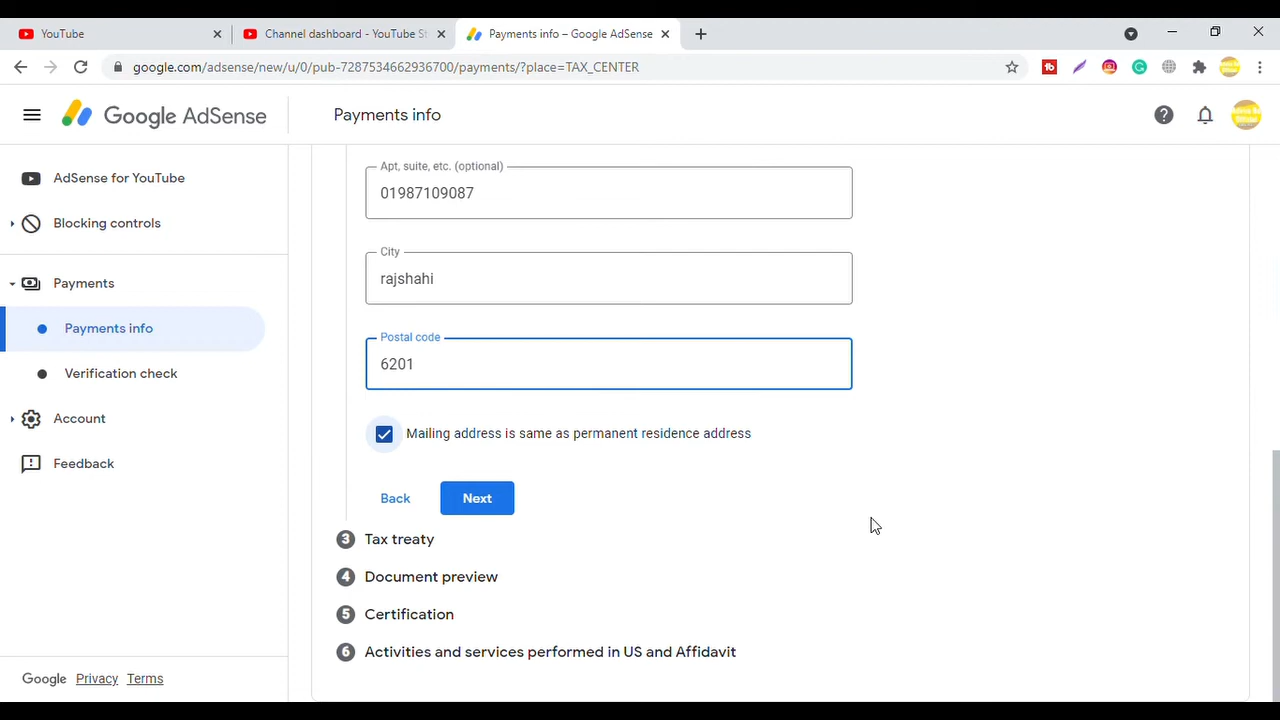 YouTube
Channel dashboard - YouTube St
Payments info – Google AdSense
google.com/adsense/new/u/0/pub-7287534662936700/payments/?place=TAX_CENTER
Google AdSense
Payments info
AdSense for YouTube
Blocking controls
Payments
Payments info
Verification check
Account
Feedback
Google Privacy Terms
Apt, suite, etc. (optional)
01987109087
City
rajshahi
Postal code
6201
Mailing address is same as permanent residence address
Back
Next
3 Tax treaty
4 Document preview
5 Certification
6 Activities and services performed in US and Affidavit